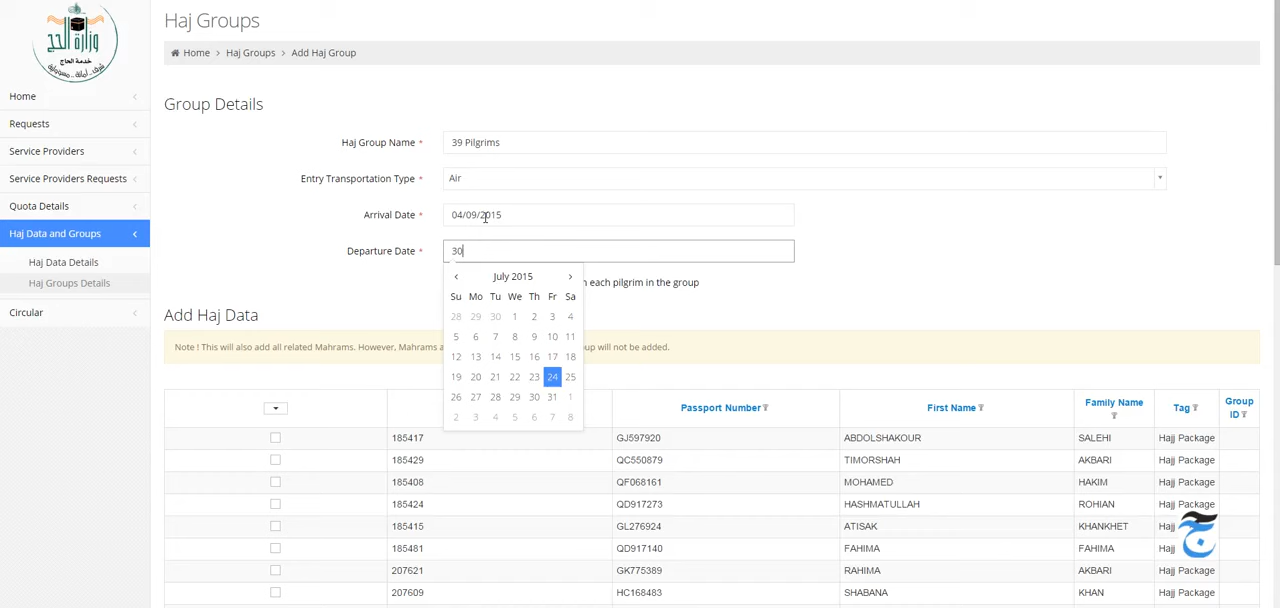 وزارة الحج
خدمة الحاج
شرف .. أمانة .. مسؤولية
Home
Requests
Service Providers
Service Providers Requests
Quota Details
Haj Data and Groups
Haj Data Details
Haj Groups Details
Circular
Haj Groups
Home > Haj Groups > Add Haj Group
Group Details
Haj Group Name * 39 Pilgrims
Entry Transportation Type * Air
Arrival Date * 04/09/2015
Departure Date * 30
each pilgrim in the group
July 2015
Su Mo Tu We Th Fr Sa
28 29 30 1 2 3 4
5 6 7 8 9 10 11
12 13 14 15 16 17 18
19 20 21 22 23 24 25
26 27 28 29 30 31 1
2 3 4 5 6 7 8
Add Haj Data
Note ! This will also add all related Mahrams. However, Mahrams a up will not be added.
Passport Number First Name Family Name Tag Group ID
185417 GJ597920 ABDOLSHAKOUR SALEHI Hajj Package
185429 QC550879 TIMORSHAH AKBARI Hajj Package
185408 QF068161 MOHAMED HAKIM Hajj Package
185424 QD917273 HASHMATULLAH ROHIAN Hajj Package
185415 GL276924 ATISAK KHANKHET Hajj
185481 QD917140 FAHIMA FAHIMA Hajj
207621 GK775389 RAHIMA AKBARI Hajj Package
207609 HC168483 SHABANA KHAN Hajj Package